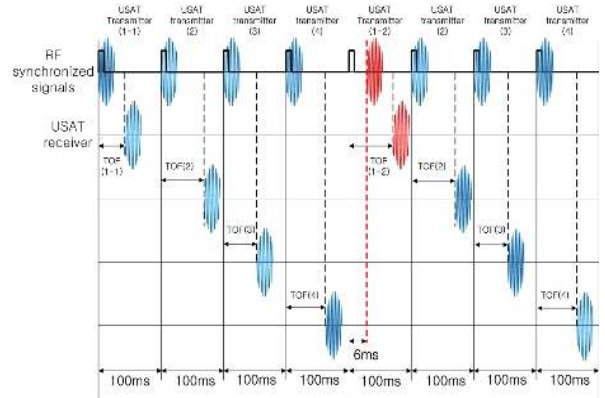 USAT
Transmitter
(1-1)
USAT
transmitter
(2)
USAT
transmitter
(3)
USAT
transmitter
(4)
USAT
Transmitter
(1-2)
USAT
transmitter
(2)
USAT
transmitter
(3)
USAT
transmitter
(4)
RF
synchronized
signals
USAT
receiver
TOF
(1-1)
TOF(2)
TOF(3)
TOF(4)
TOF
(1-2)
TOF(2)
TOF(3)
TOF(4)
6ms
100ms
100ms
100ms
100ms
100ms
100ms
100ms
100ms